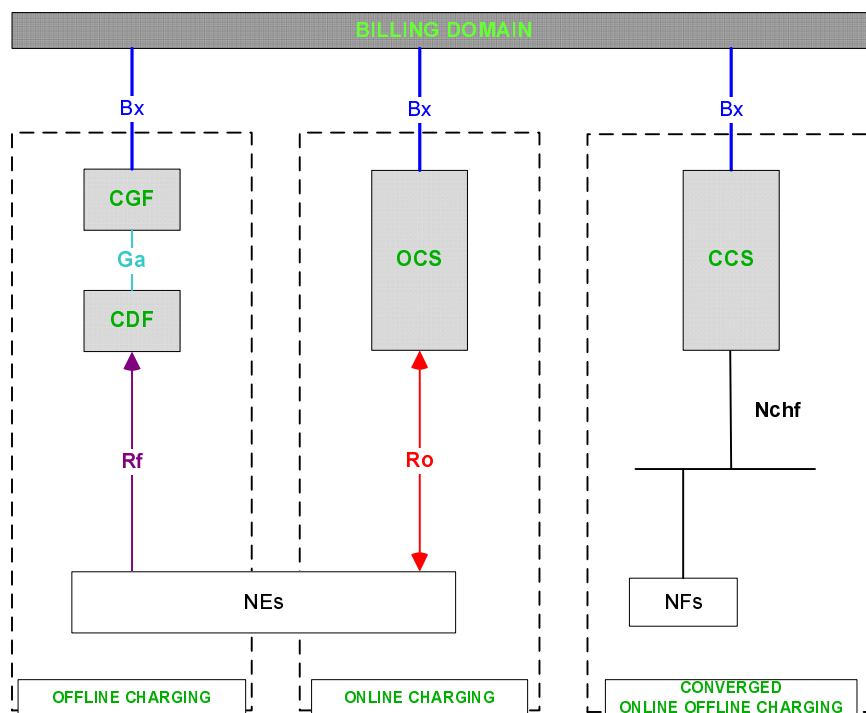 BILLING DOMAIN
Bx
Bx
Bx
CGF
Ga
CDF
OCS
CCS
Nchf
Rf
Ro
NEs
NFs
OFFLINE CHARGING
ONLINE CHARGING
CONVERGED
ONLINE OFFLINE CHARGING